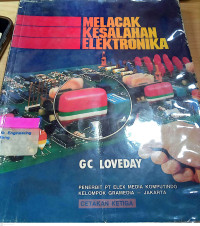 MELACAK
KESALAHAN
ELEKTRONIKA
GC LOVEDAY
PENERBIT PT ELEX MEDIA KOMPUTINDO
KELOMPOK GRAMEDIA – JAKARTA
CETAKAN KETIGA